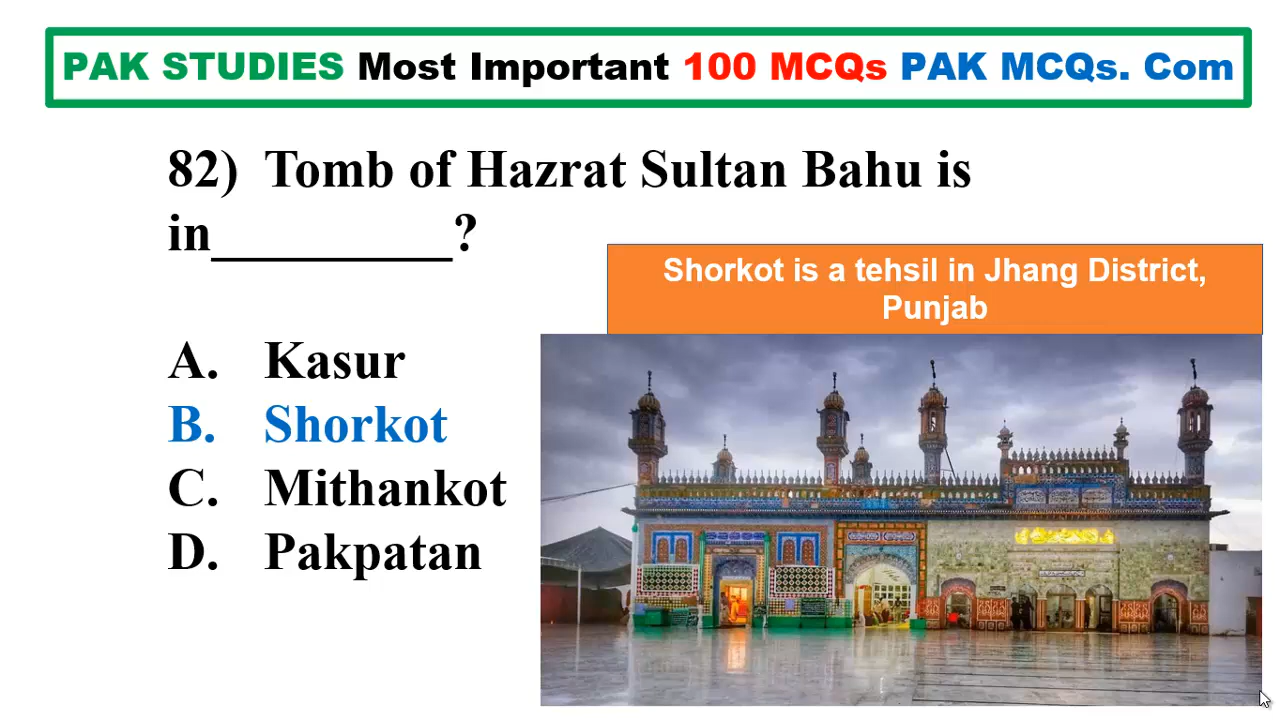 PAK STUDIES Most Important 100 MCQs PAK MCQs. Com
82) Tomb of Hazrat Sultan Bahu is
in_________?
Shorkot is a tehsil in Jhang District,
Punjab
A. Kasur
B. Shorkot
C. Mithankot
D. Pakpatan